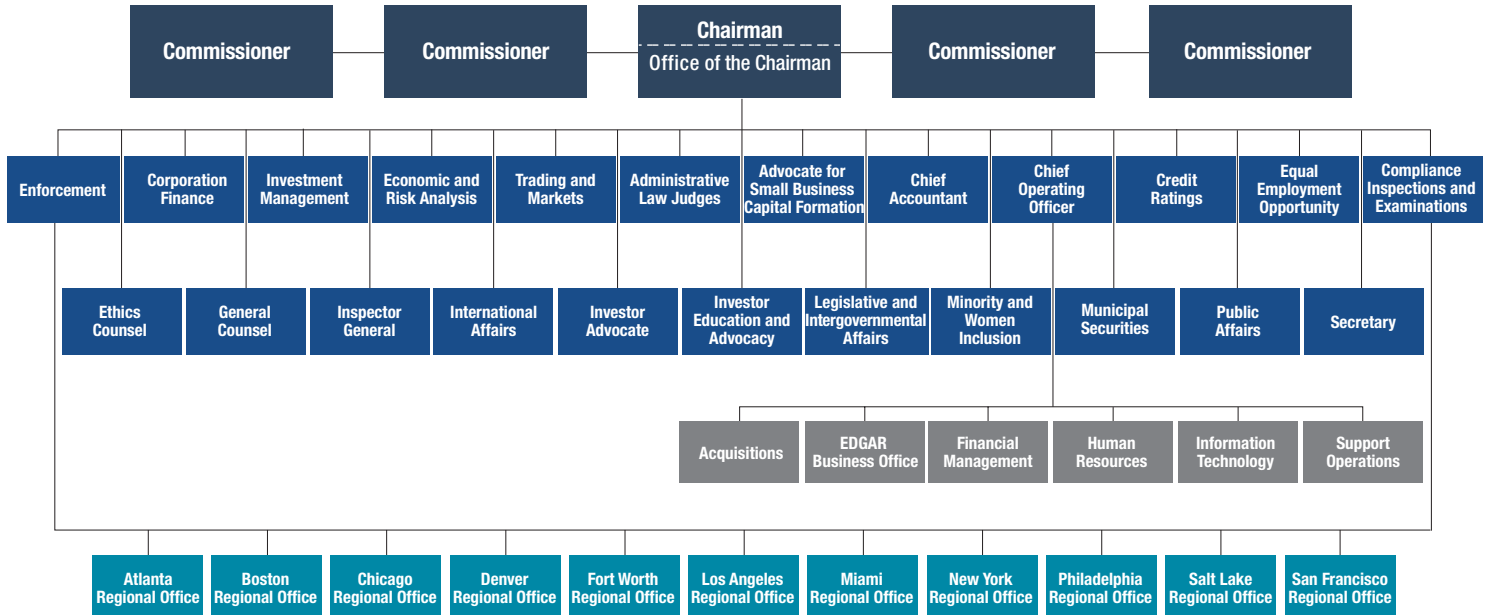 Commissioner
Commissioner
Chairman
Office of the Chairman
Commissioner
Commissioner
Enforcement
Corporation
Finance
Investment
Management
Economic and
Risk Analysis
Trading and
Markets
Administrative
Law Judges
Advocate for
Small Business
Capital Formation
Chief
Accountant
Chief
Operating
Officer
Credit
Ratings
Equal
Employment
Opportunity
Compliance
Inspections and
Examinations
Ethics
Counsel
General
Counsel
Inspector
General
International
Affairs
Investor
Advocate
Investor
Education and
Advocacy
Legislative and
Intergovernmental
Affairs
Minority and
Women
Inclusion
Municipal
Securities
Public
Affairs
Secretary
Acquisitions
EDGAR
Business Office
Financial
Management
Human
Resources
Information
Technology
Support
Operations
Atlanta
Regional Office
Boston
Regional Office
Chicago
Regional Office
Denver
Regional Office
Fort Worth
Regional Office
Los Angeles
Regional Office
Miami
Regional Office
New York
Regional Office
Philadelphia
Regional Office
Salt Lake
Regional Office
San Francisco
Regional Office